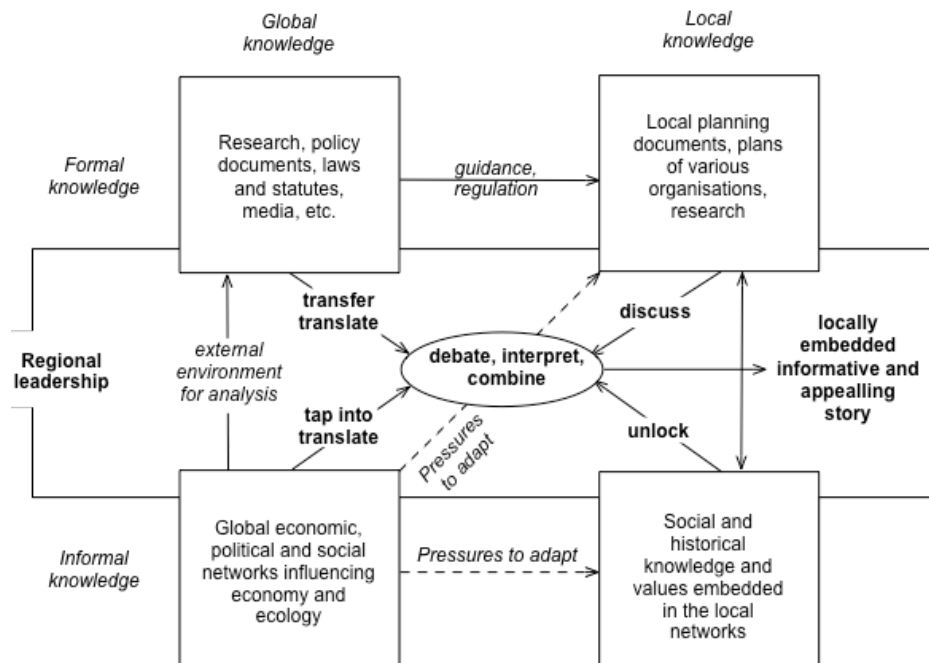 Global
knowledge
Local
knowledge
Formal
knowledge
Research, policy
documents, laws
and statutes,
media, etc.
guidance,
regulation
Local planning
documents, plans
of various
organisations,
research
Regional
leadership
transfer
translate
external
environment
for analysis
tap into
translate
debate, interpret,
combine
discuss
unlock
Pressures
to adapt
locally
embedded
informative and
appealling
story
Informal
knowledge
Global economic,
political and social
networks influencing
economy and
ecology
Pressures to adapt
Social and
historical
knowledge and
values embedded
in the local
networks